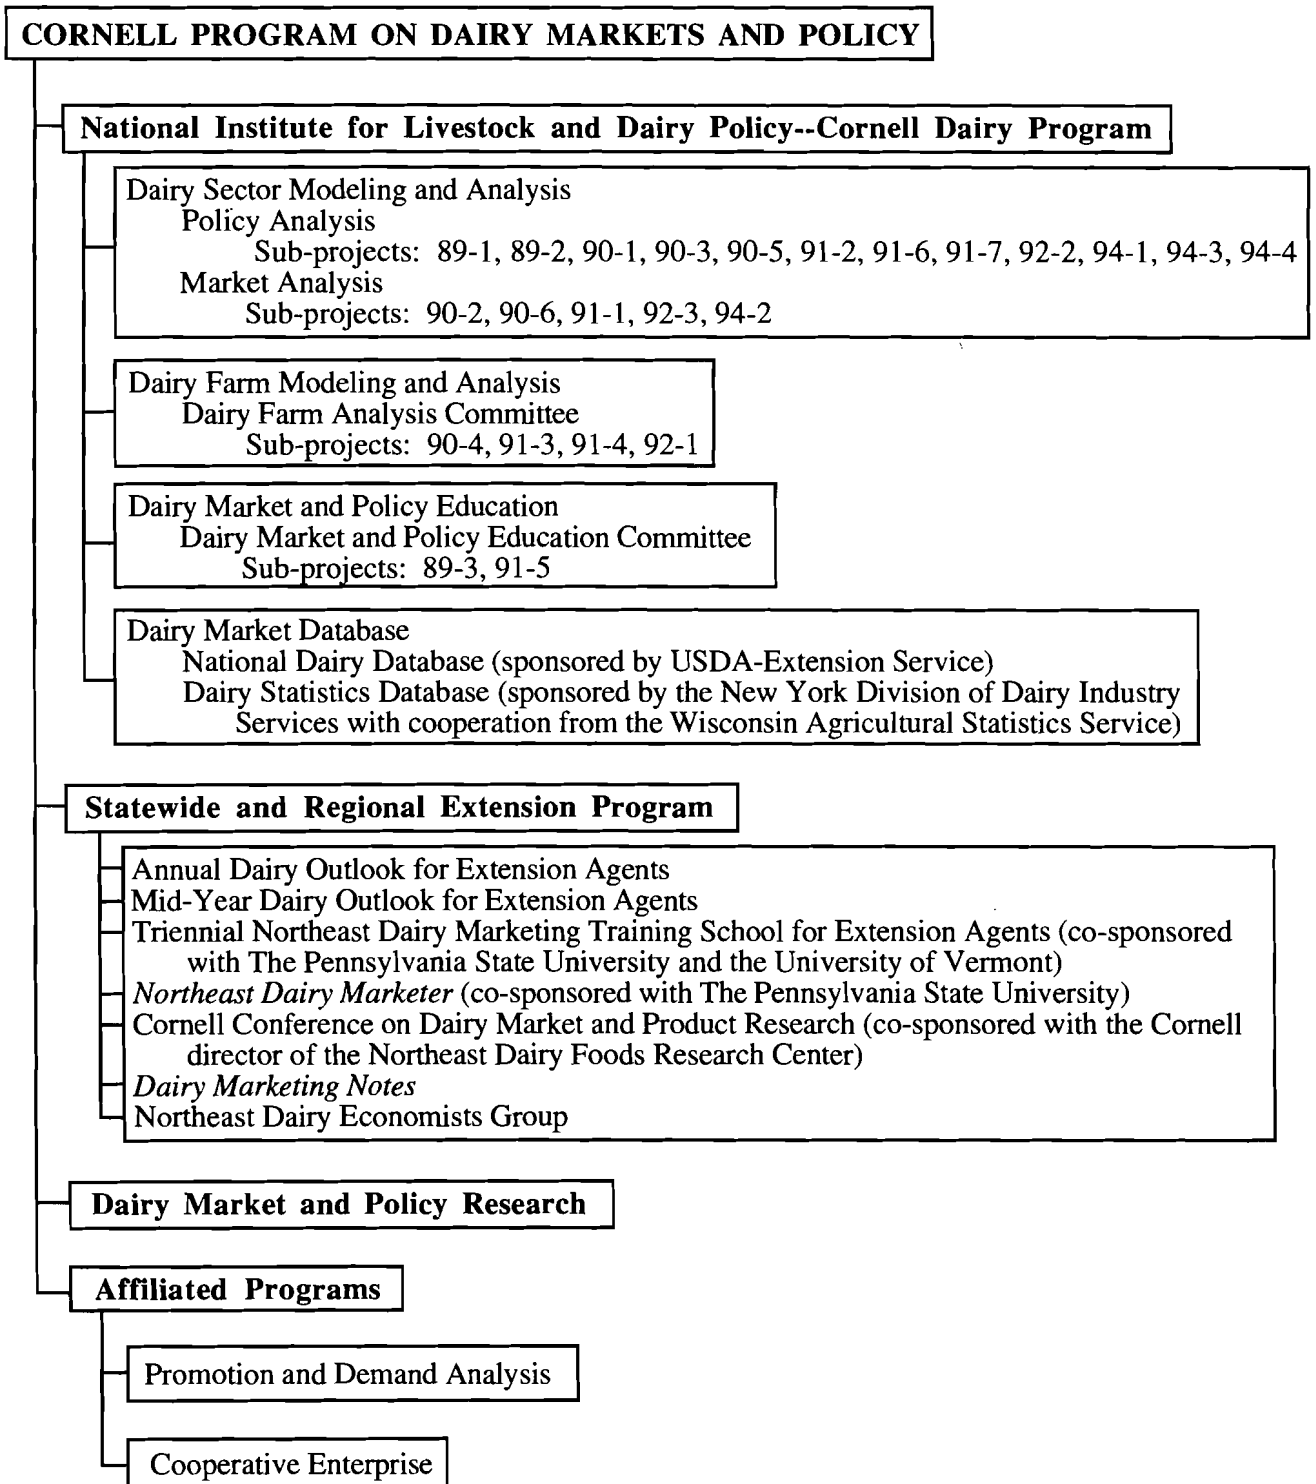 CORNELL PROGRAM ON DAIRY MARKETS AND POLICY
National Institute for Livestock and Dairy Policy--Cornell Dairy Program
Dairy Sector Modeling and Analysis
Policy Analysis
Sub-projects: 89-1, 89-2, 90-1, 90-3, 90-5, 91-2, 91-6, 91-7, 92-2, 94-1, 94-3, 94-4
Market Analysis
Sub-projects: 90-2, 90-6, 91-1, 92-3, 94-2
Dairy Farm Modeling and Analysis
Dairy Farm Analysis Committee
Sub-projects: 90-4, 91-3, 91-4, 92-1
Dairy Market and Policy Education
Dairy Market and Policy Education Committee
Sub-projects: 89-3, 91-5
Dairy Market Database
National Dairy Database (sponsored by USDA-Extension Service)
Dairy Statistics Database (sponsored by the New York Division of Dairy Industry
Services with cooperation from the Wisconsin Agricultural Statistics Service)
Statewide and Regional Extension Program
Annual Dairy Outlook for Extension Agents
Mid-Year Dairy Outlook for Extension Agents
Triennial Northeast Dairy Marketing Training School for Extension Agents (co-sponsored
with The Pennsylvania State University and the University of Vermont)
Northeast Dairy Marketer (co-sponsored with The Pennsylvania State University)
Cornell Conference on Dairy Market and Product Research (co-sponsored with the Cornell
director of the Northeast Dairy Foods Research Center)
Dairy Marketing Notes
Northeast Dairy Economists Group
Dairy Market and Policy Research
Affiliated Programs
Promotion and Demand Analysis
Cooperative Enterprise